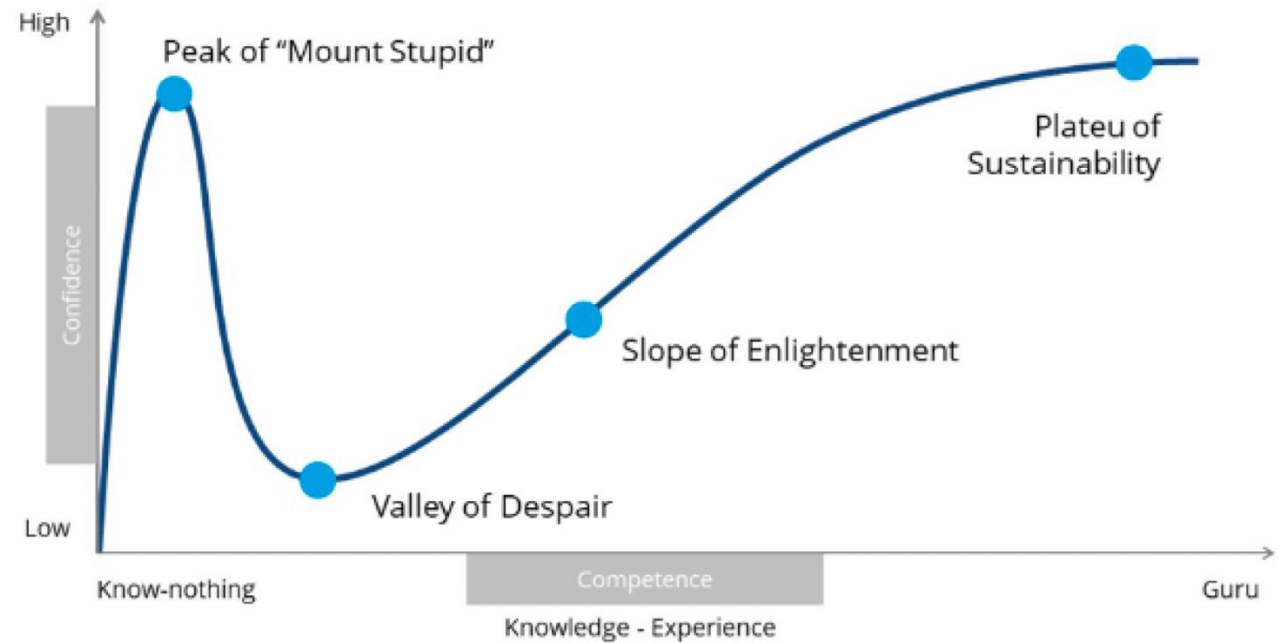 High
Peak of “Mount Stupid”
Plateu of
Sustainability
Confidence
Slope of Enlightenment
Valley of Despair
Low
Know-nothing
Competence
Guru
Knowledge - Experience